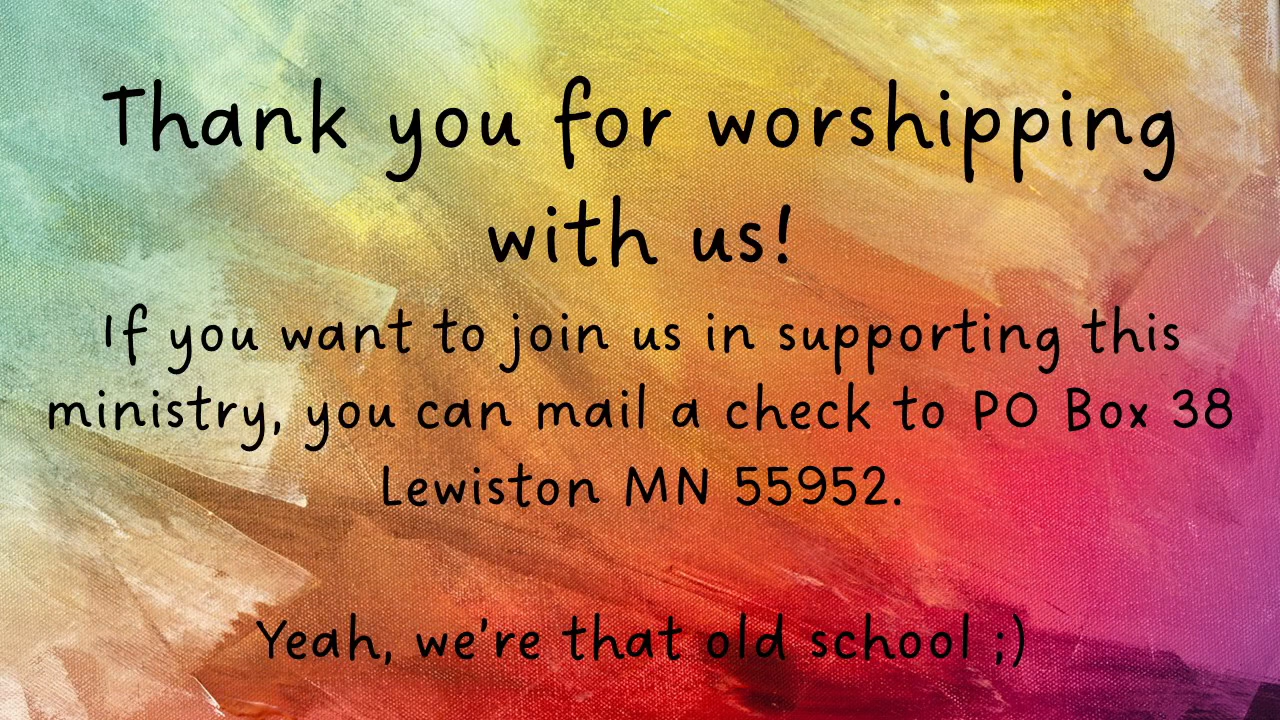 Thank you for worshipping
with us!
If you want to join us in supporting this
ministry, you can mail a check to PO Box 38
Lewiston MN 55952.
Yeah, we're that old school ;)